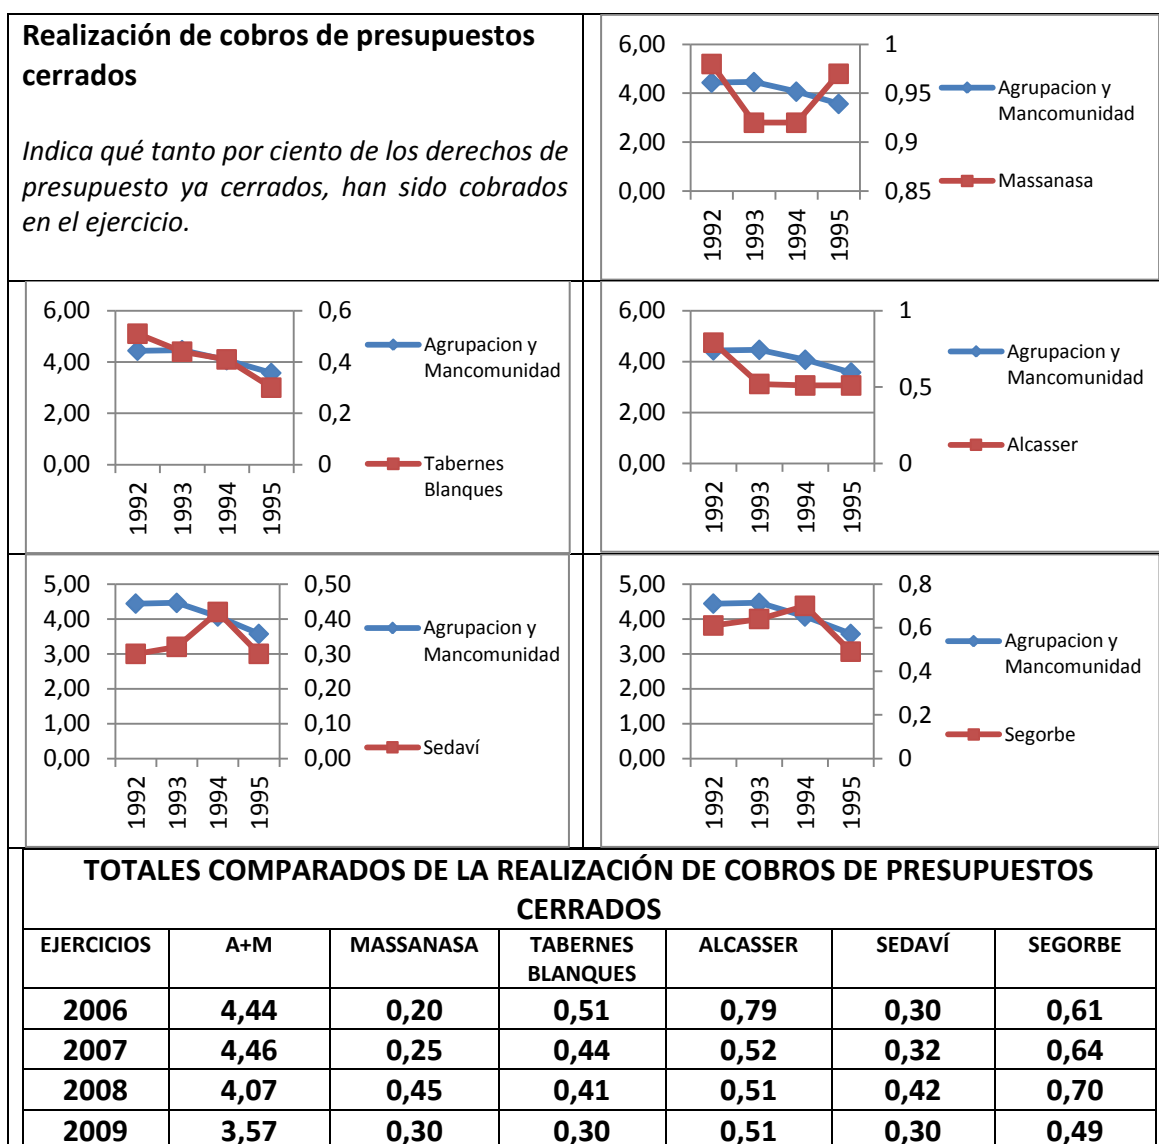 Realización de cobros de presupuestos
cerrados
Indica qué tanto por ciento de los derechos de
presupuesto ya cerrados, han sido cobrados
en el ejercicio.
6,00
4,00
2,00
0,00
1
0,95
0,9
0,85
1992
1993
1994
1995
Agrupacion y
Mancomunidad
Massanasa
6,00
4,00
2,00
0,00
0,6
0,4
0,2
0
1992
1993
1994
1995
Agrupacion y
Mancomunidad
Tabernes
Blanques
6,00
4,00
2,00
0,00
1
0,5
0
1992
1993
1994
1995
Agrupacion y
Mancomunidad
Alcasser
5,00
4,00
3,00
2,00
1,00
0,00
0,50
0,40
0,30
0,20
0,10
0,00
1992
1993
1994
1995
Agrupacion y
Mancomunidad
Sedaví
5,00
4,00
3,00
2,00
1,00
0,00
0,8
0,6
0,4
0,2
0
1992
1993
1994
1995
Agrupacion y
Mancomunidad
Segorbe
TOTALES COMPARADOS DE LA REALIZACIÓN DE COBROS DE PRESUPUESTOS
CERRADOS
EJERCICIOS A+M MASSANASA TABERNES ALCASSER SEDAVÍ SEGORBE
BLANQUES
2006 4,44 0,20 0,51 0,79 0,30 0,61
2007 4,46 0,25 0,44 0,52 0,32 0,64
2008 4,07 0,45 0,41 0,51 0,42 0,70
2009 3,57 0,30 0,30 0,51 0,30 0,49